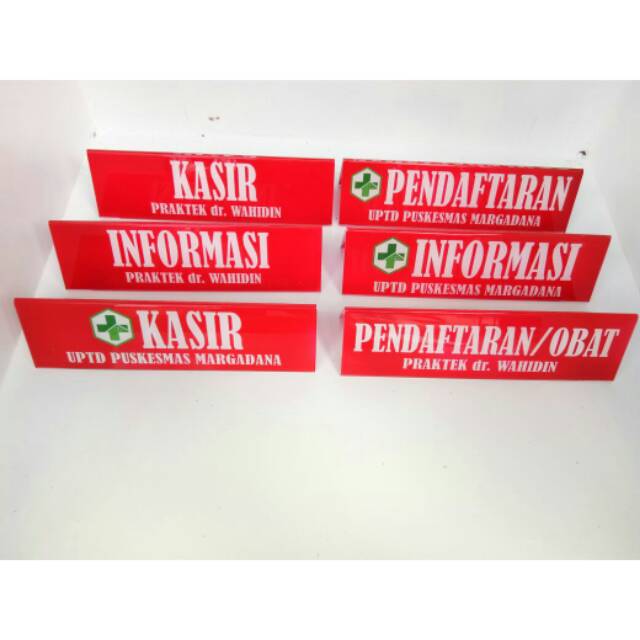 KASIR
PRAKTEK dr. WAHIDIN
PENDAFTARAN
UPTD PUSKESMAS MARGADANA
INFORMASI
PRAKTEK dr. WAHIDIN
INFORMASI
UPTD PUSKESMAS MARGADANA
KASIR
UPTD PUSKESMAS MARGADANA
PENDAFTARAN/OBAT
PRAKTEK dr. WAHIDIN